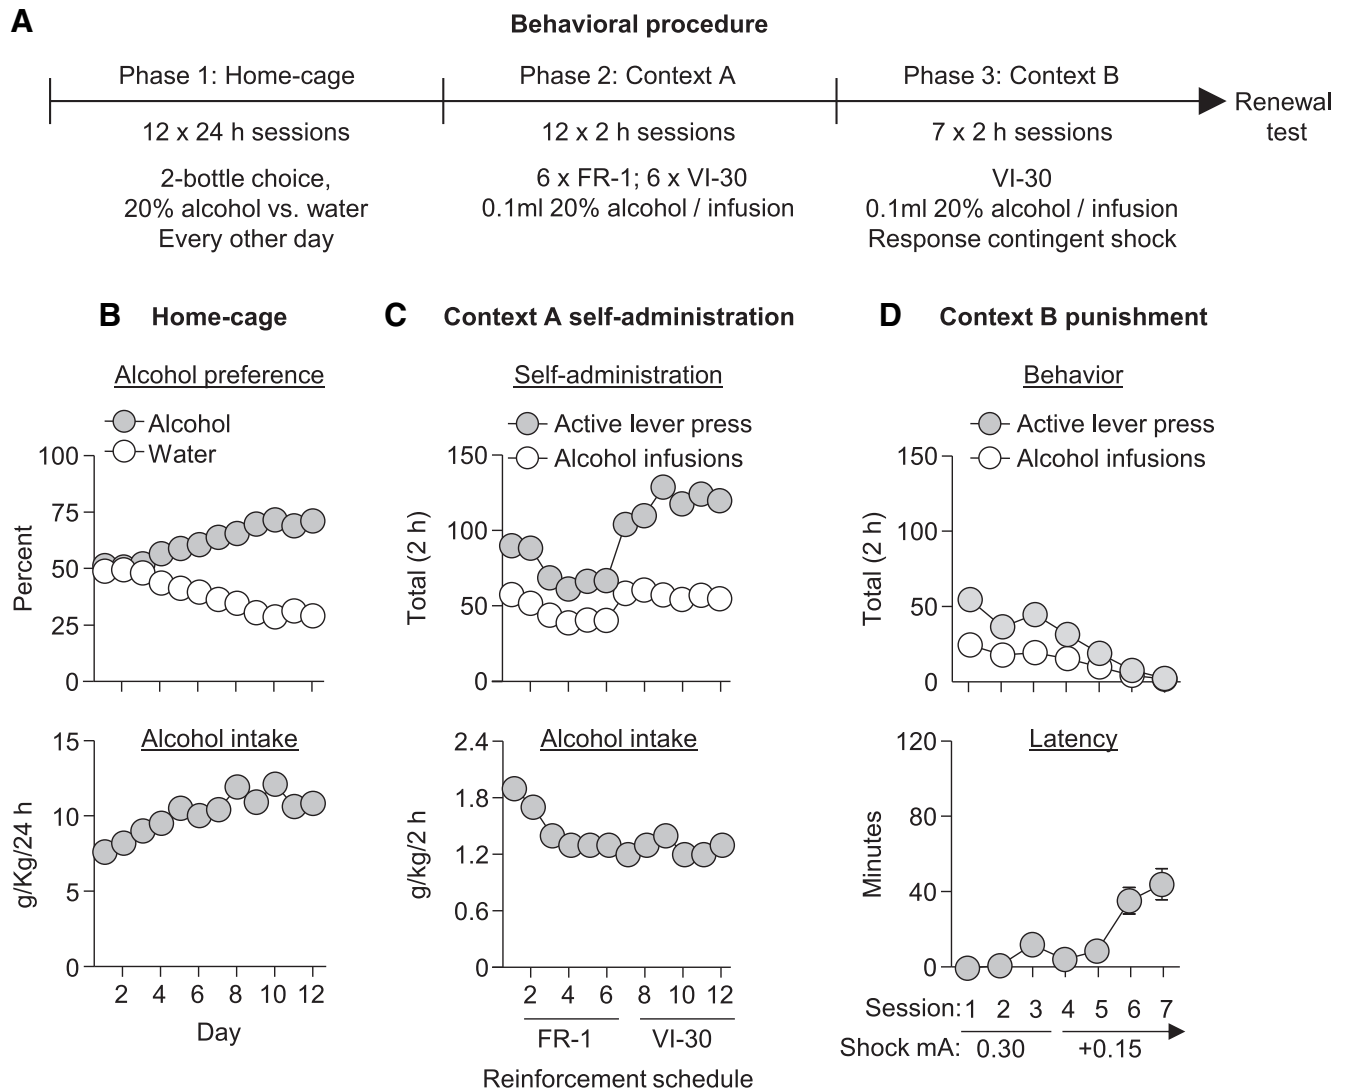 A
Behavioral procedure
Phase 1: Home-cage
Phase 2: Context A
Phase 3: Context B
Renewal
test
12 x 24 h sessions
12 x 2 h sessions
7 x 2 h sessions
2-bottle choice,
20% alcohol vs. water
Every other day
6 x FR-1; 6 x VI-30
0.1ml 20% alcohol / infusion
VI-30
0.1ml 20% alcohol / infusion
Response contingent shock
B Home-cage
Alcohol preference
Alcohol
Water
Percent
100
75
50
25
0
Alcohol intake
g/Kg/24 h
15
10
5
0
2 4 6 8 10 12
Day
C Context A self-administration
Self-administration
Active lever press
Alcohol infusions
Total (2 h)
150
100
50
0
Alcohol intake
g/kg/2 h
2.4
1.8
1.2
0.6
0
2 4 6 8 10 12
FR-1 VI-30
Reinforcement schedule
D Context B punishment
Behavior
Active lever press
Alcohol infusions
Total (2 h)
150
100
50
0
Latency
Minutes
120
80
40
0
Session: 1 2 3 4 5 6 7
Shock mA: 0.30 +0.15